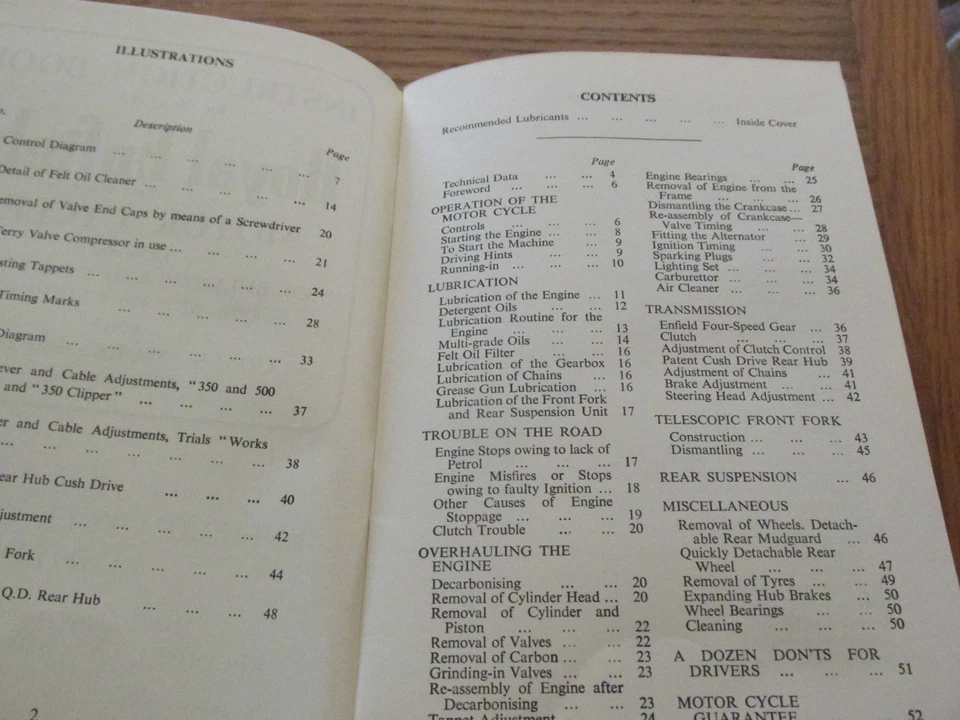 ILLUSTRATIONS
Description
Page
Control Diagram ... ... ... ... ... 7
Detail of Felt Oil Cleaner ... ... ... ... ... 14
Removal of Valve End Caps by means of a Screwdriver 20
Terry Valve Compressor in use ... ... ... ... 21
sting Tappets ... ... ... ... ... 24
Timing Marks ... ... ... ... ... 28
Diagram ... ... ... ... ... 33
ever and Cable Adjustments, "350 and 500
and "350 Clipper" ... ... ... ... 37
er and Cable Adjustments, Trials "Works
... ... ... ... ... ... 38
ear Hub Cush Drive ... ... ... 40
justment ... ... ... ... ... 42
Fork ... ... ... ... ... 44
Q.D. Rear Hub ... ... ... 48
2
CONTENTS
Recommended Lubricants ... ... ... ... ... Inside Cover
Page
Technical Data ... ... ... 4
Foreword ... ... ... 6
OPERATION OF THE
MOTOR CYCLE
Controls ... ... ... 6
Starting the Engine ... ... 8
To Start the Machine ... 9
Driving Hints ... ... 9
Running-in ... ... ... 10
LUBRICATION
Lubrication of the Engine ... 11
Detergent Oils ... ... 12
Lubrication Routine for the
Engine ... ... ... 13
Multi-grade Oils ... ... 14
Felt Oil Filter ... ... 16
Lubrication of the Gearbox 16
Lubrication of Chains ... 16
Grease Gun Lubrication ... 16
Lubrication of the Front Fork
and Rear Suspension Unit 17
TROUBLE ON THE ROAD
Engine Stops owing to lack of
Petrol ... ... ... 17
Engine Misfires or Stops
owing to faulty Ignition ... 18
Other Causes of Engine
Stoppage ... ... ... 19
Clutch Trouble ... ... 20
OVERHAULING THE
ENGINE
Decarbonising ... ... 20
Removal of Cylinder Head ... 20
Removal of Cylinder and
Piston ... ... ... 22
Removal of Valves ... ... 22
Removal of Carbon ... ... 23
Grinding-in Valves ... ... 23
Re-assembly of Engine after
Decarbonising ... ... 23
Tappet Adjustment ... 24
Page
Engine Bearings ... ... 25
Removal of Engine from the
Frame ... ... ... 26
Dismantling the Crankcase ... 27
Re-assembly of Crankcase—
Valve Timing ... ... 28
Fitting the Alternator ... 29
Ignition Timing ... ... 30
Sparking Plugs ... ... 32
Lighting Set ... ... ... 34
Carburettor ... ... ... 34
Air Cleaner ... ... ... 36
TRANSMISSION
Enfield Four-Speed Gear ... 36
Clutch ... ... ... 37
Adjustment of Clutch Control 38
Patent Cush Drive Rear Hub 39
Adjustment of Chains ... 41
Brake Adjustment ... ... 41
Steering Head Adjustment ... 42
TELESCOPIC FRONT FORK
Construction ... ... ... 43
Dismantling ... ... ... 45
REAR SUSPENSION ... 46
MISCELLANEOUS
Removal of Wheels. Detach-
able Rear Mudguard ... 46
Quickly Detachable Rear
Wheel ... ... ... 47
Removal of Tyres ... ... 49
Expanding Hub Brakes ... 50
Wheel Bearings ... ... 50
Cleaning ... ... ... 50
A DOZEN DON'TS FOR
DRIVERS ... ... ... 51
MOTOR CYCLE
GUARANTEE ... ... 52